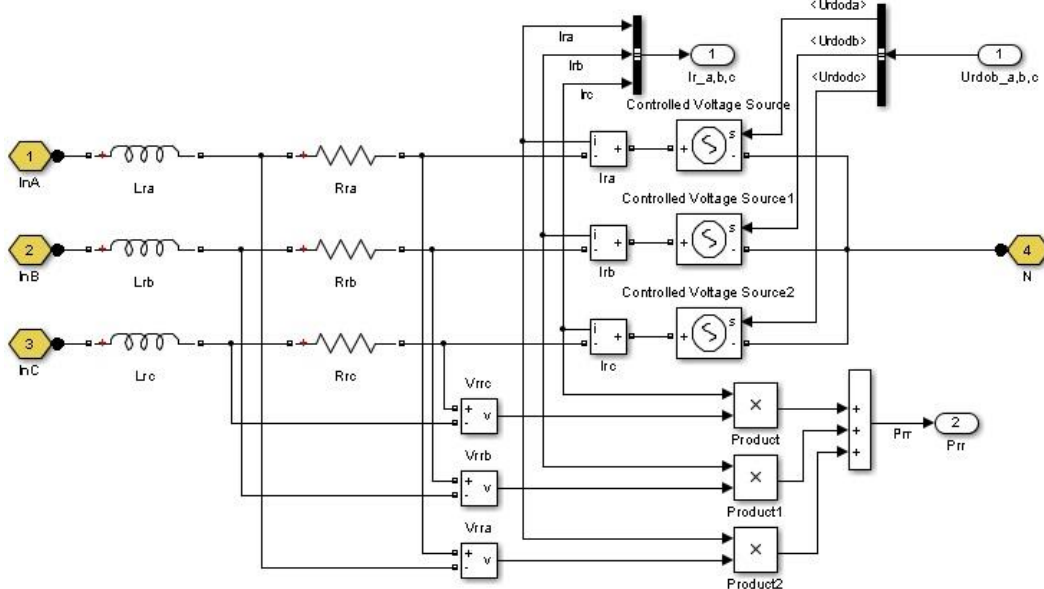 <Urdoda>
Ira
<Urdodb>
1
1
Irb
Ir_a,b,c
Urdob_a,b,c
<Urdodc>
Irc
Controlled Voltage Source
i
s
1
-
+
+
-
InA
Lra
Rra
Ira
Controlled Voltage Source1
i
s
2
-
+
+
-
4
InB
Lrb
Rrb
Irb
N
Controlled Voltage Source2
i
s
3
-
+
+
-
InC
Lrc
Rrc
Irc
Vrrc
+
-
v
×
+
Product
2
Prr
Prr
Vrrb
+
+
-
v
×
Product1
+
Vrra
+
-
v
×
Product2